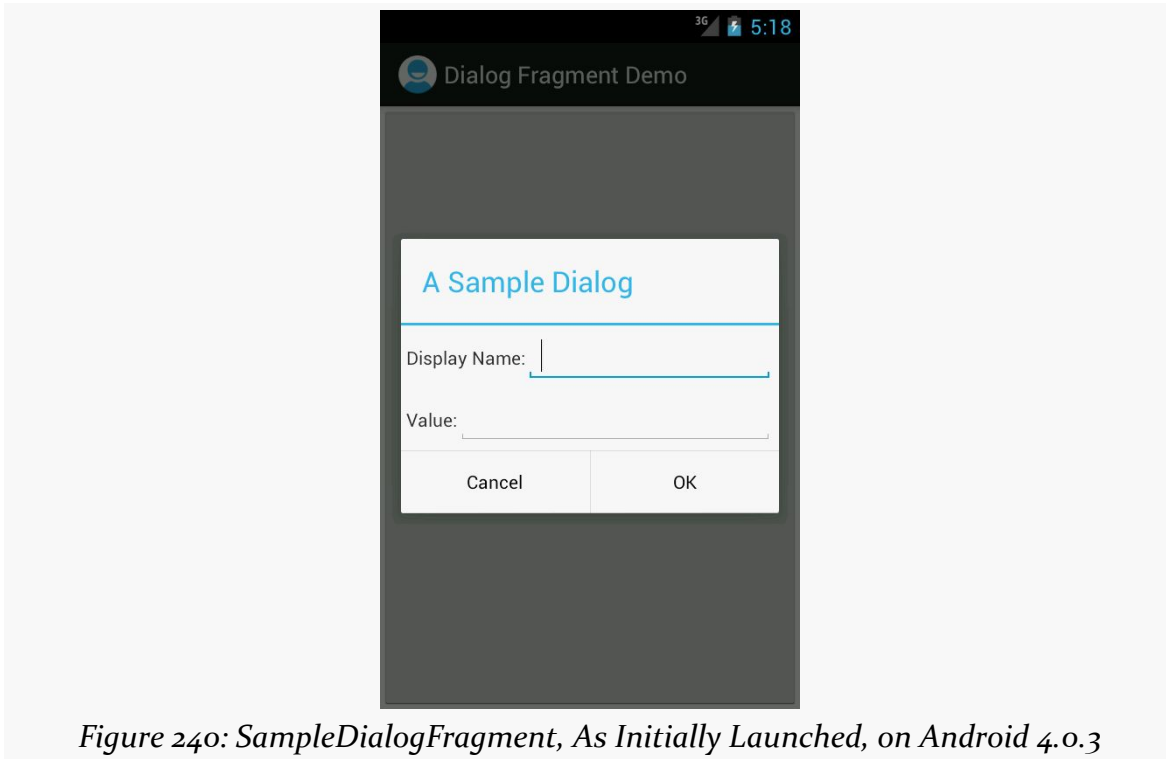 3G 5:18
Dialog Fragment Demo
A Sample Dialog
Display Name:
Value:
Cancel OK
Figure 240: SampleDialogFragment, As Initially Launched, on Android 4.0.3